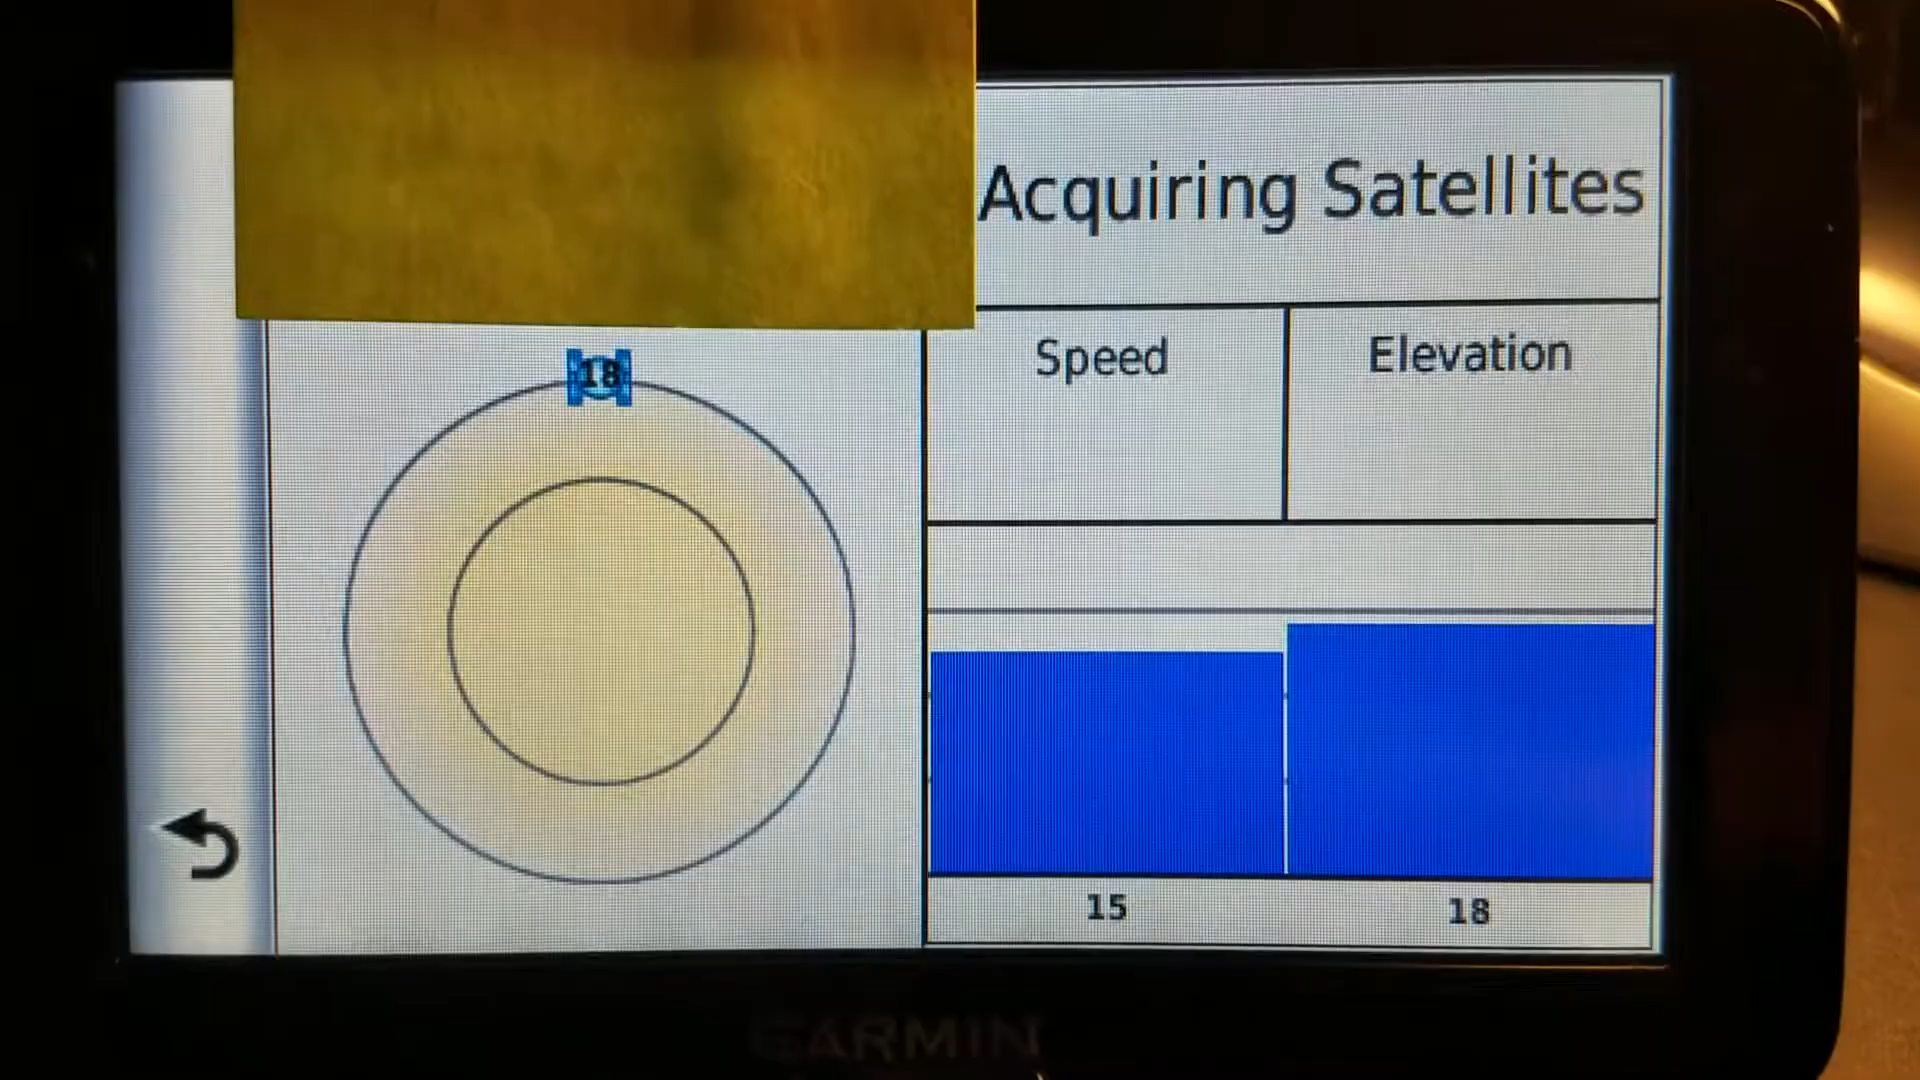 Acquiring Satellites
18
Speed
Elevation
15
18
GARMIN